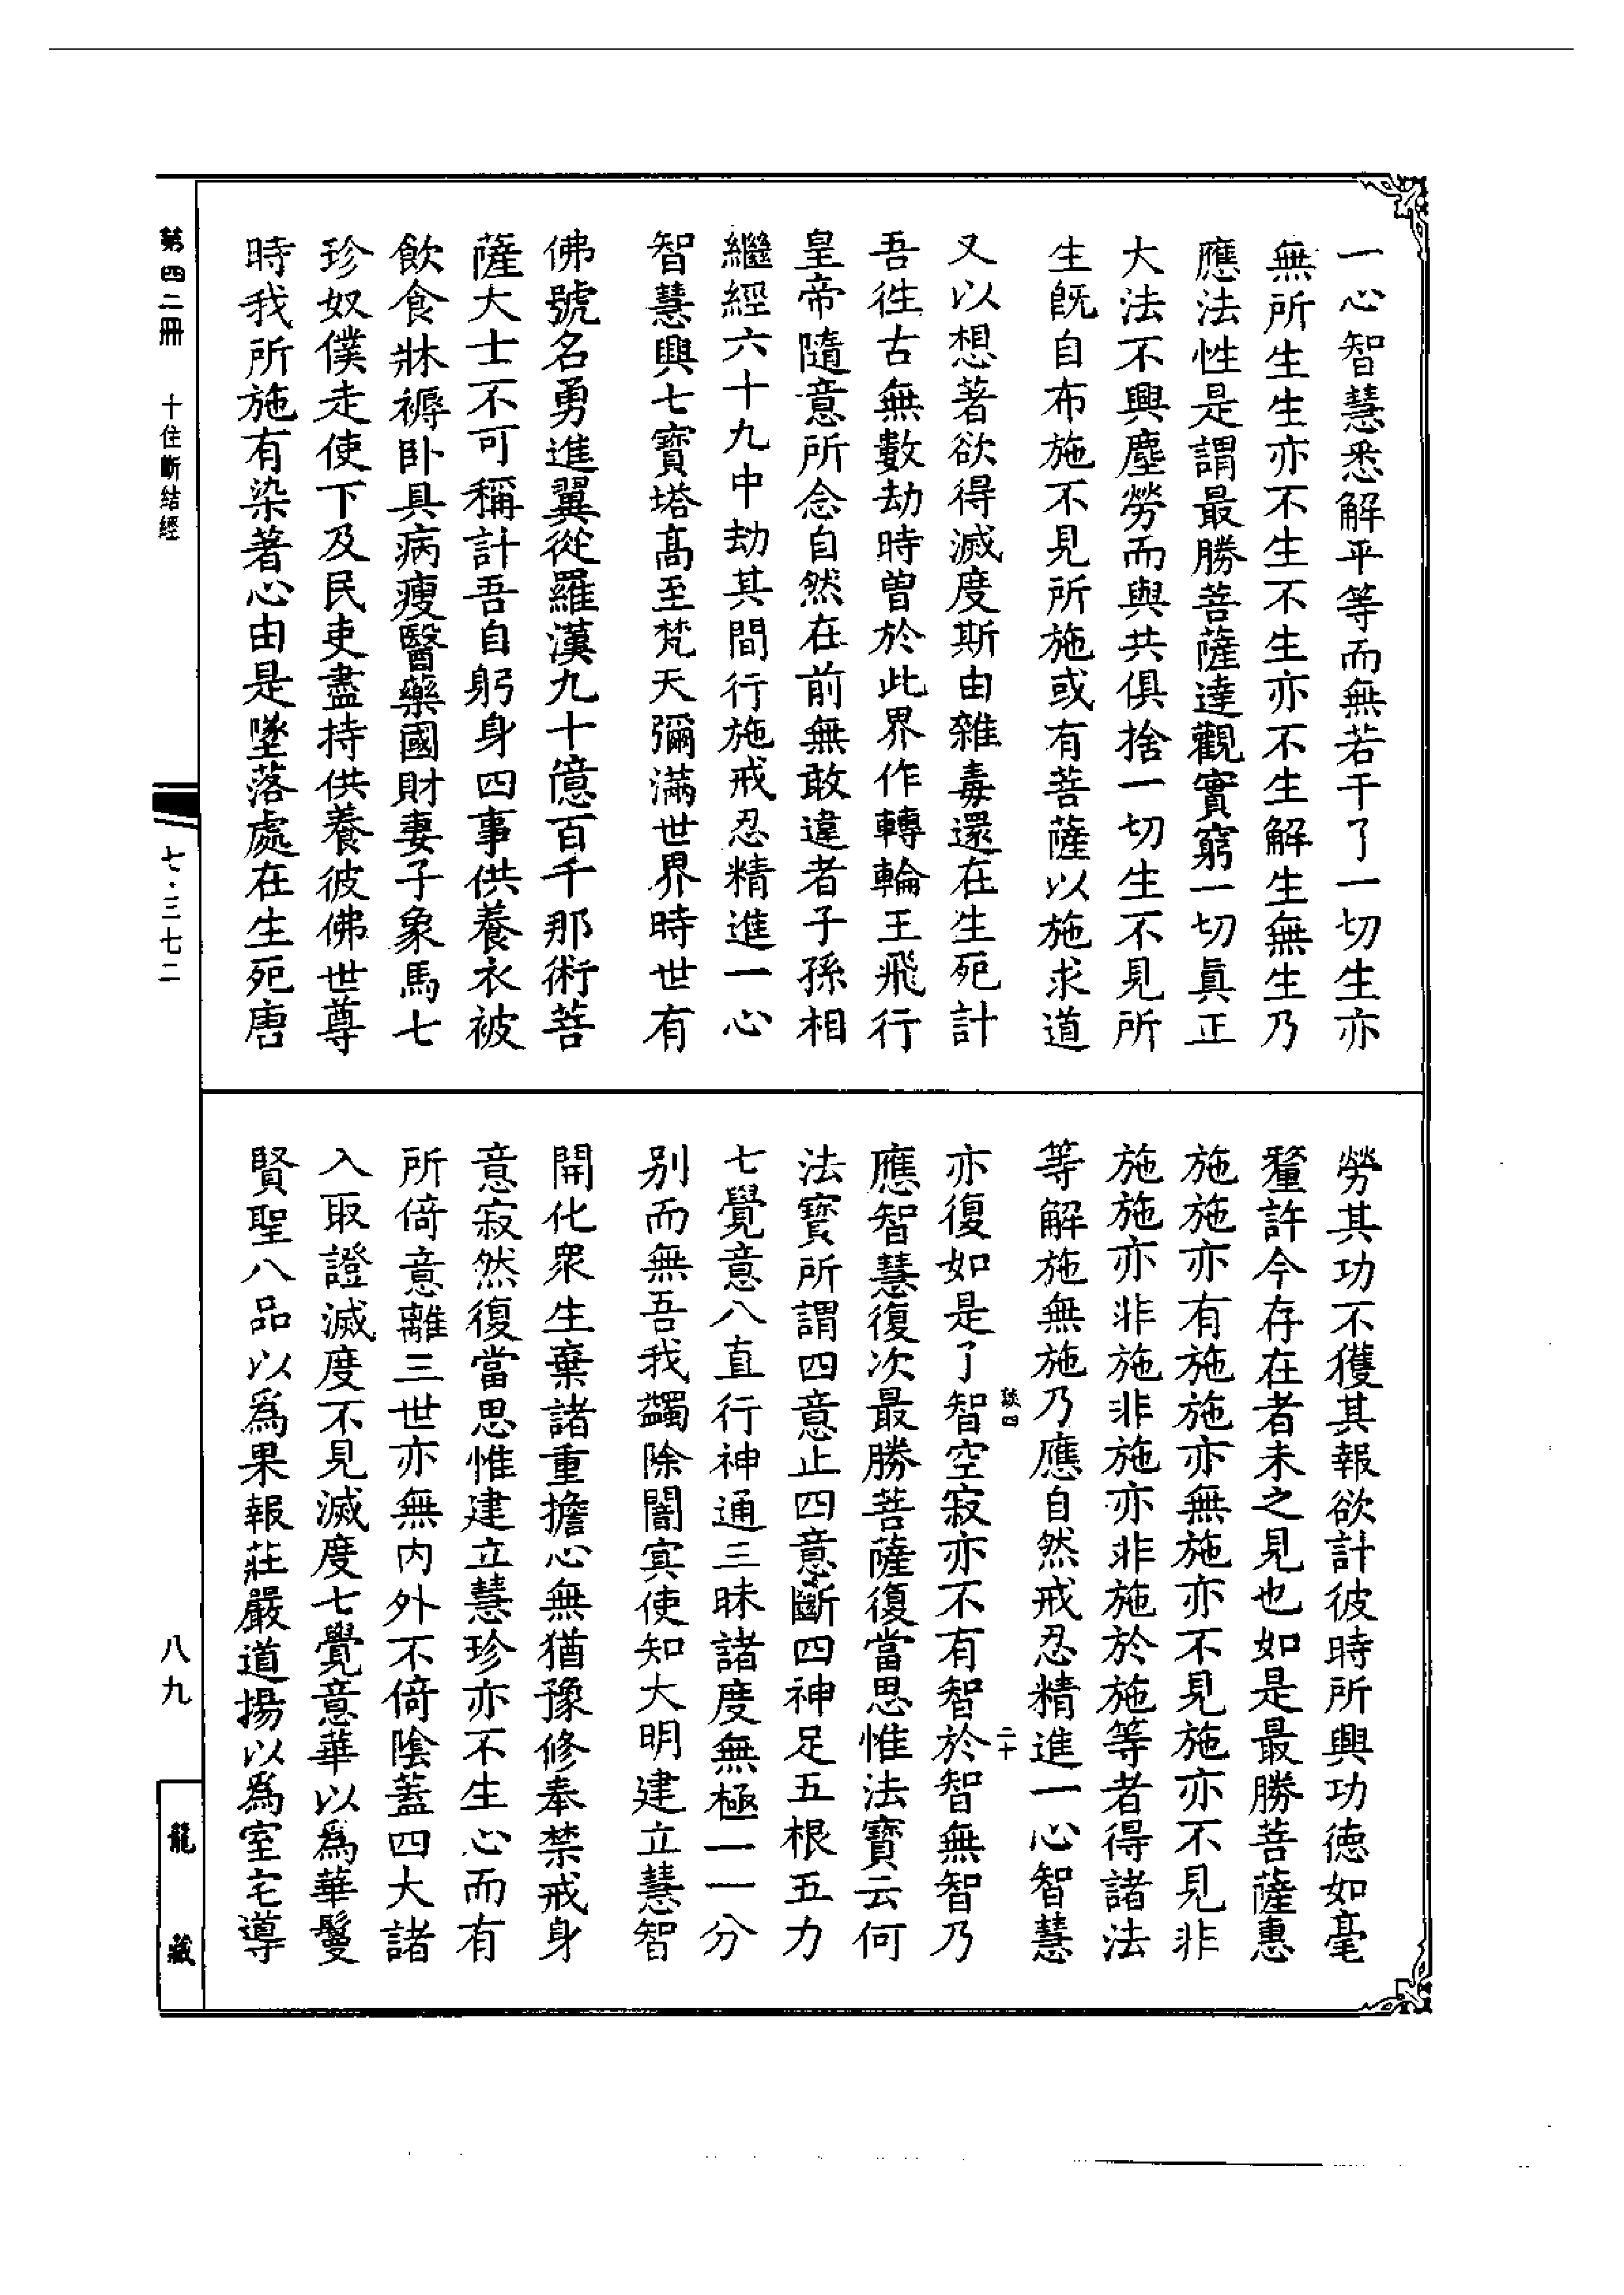 一心智慧悉解平等而無若干了一切生亦
無所生生亦不生不生亦不生解生無生乃
應法性是謂最勝菩薩達觀實窮一切眞正
大法不興塵勞而與共俱捨一切生不見所
生旣自布施不見所施或有菩薩以施求道
又以想著欲得滅度斯由雜毒還在生死計
吾徃古無數劫時曽於此界作轉輪王飛行
皇帝隨意所念自然在前無敢違者子孫相
繼經六十九中劫其間行施戒忍精進一心
智慧興七寶塔髙至梵天彌滿世界時世有
佛號名勇進翼從羅漢九十億百千那術菩
薩大士不可稱計吾自躬身四事供養衣被
飲食牀褥卧具病瘦醫藥國財妻子象馬七
珍奴僕走使下及民吏盡持供養彼佛世尊
時我所施有染著心由是墜落處在生死唐
勞其功不獲其報欲計彼時所興功德如毫
釐許今存在者未之見也如是最勝菩薩惠
施施亦有施施亦無施亦不見施亦不見非
施施亦非施非施亦非施於施等者得諸法
等解施無施乃應自然戒忍精進一心智慧
亦復如是了智空寂亦不有智於智無智乃
應智慧復次最勝菩薩復當思惟法寶云何
法寶所謂四意止四意斷四神足五根五力
七覺意八直行神通三昧諸度無極一一分
別而無吾我蠲除闇冥使知大明建立慧智
開化衆生棄諸重擔心無猶豫修奉禁戒身
意寂然復當思惟建立慧珍亦不生心而有
所倚意離三世亦無内外不倚陰蓋四大諸
入取證滅度不見滅度七覺意華以爲華鬘
賢聖八品以爲果報莊嚴道場以爲室宅導
第四二冊 十住斷結經
七·三七二
八九
龍藏
四
二十